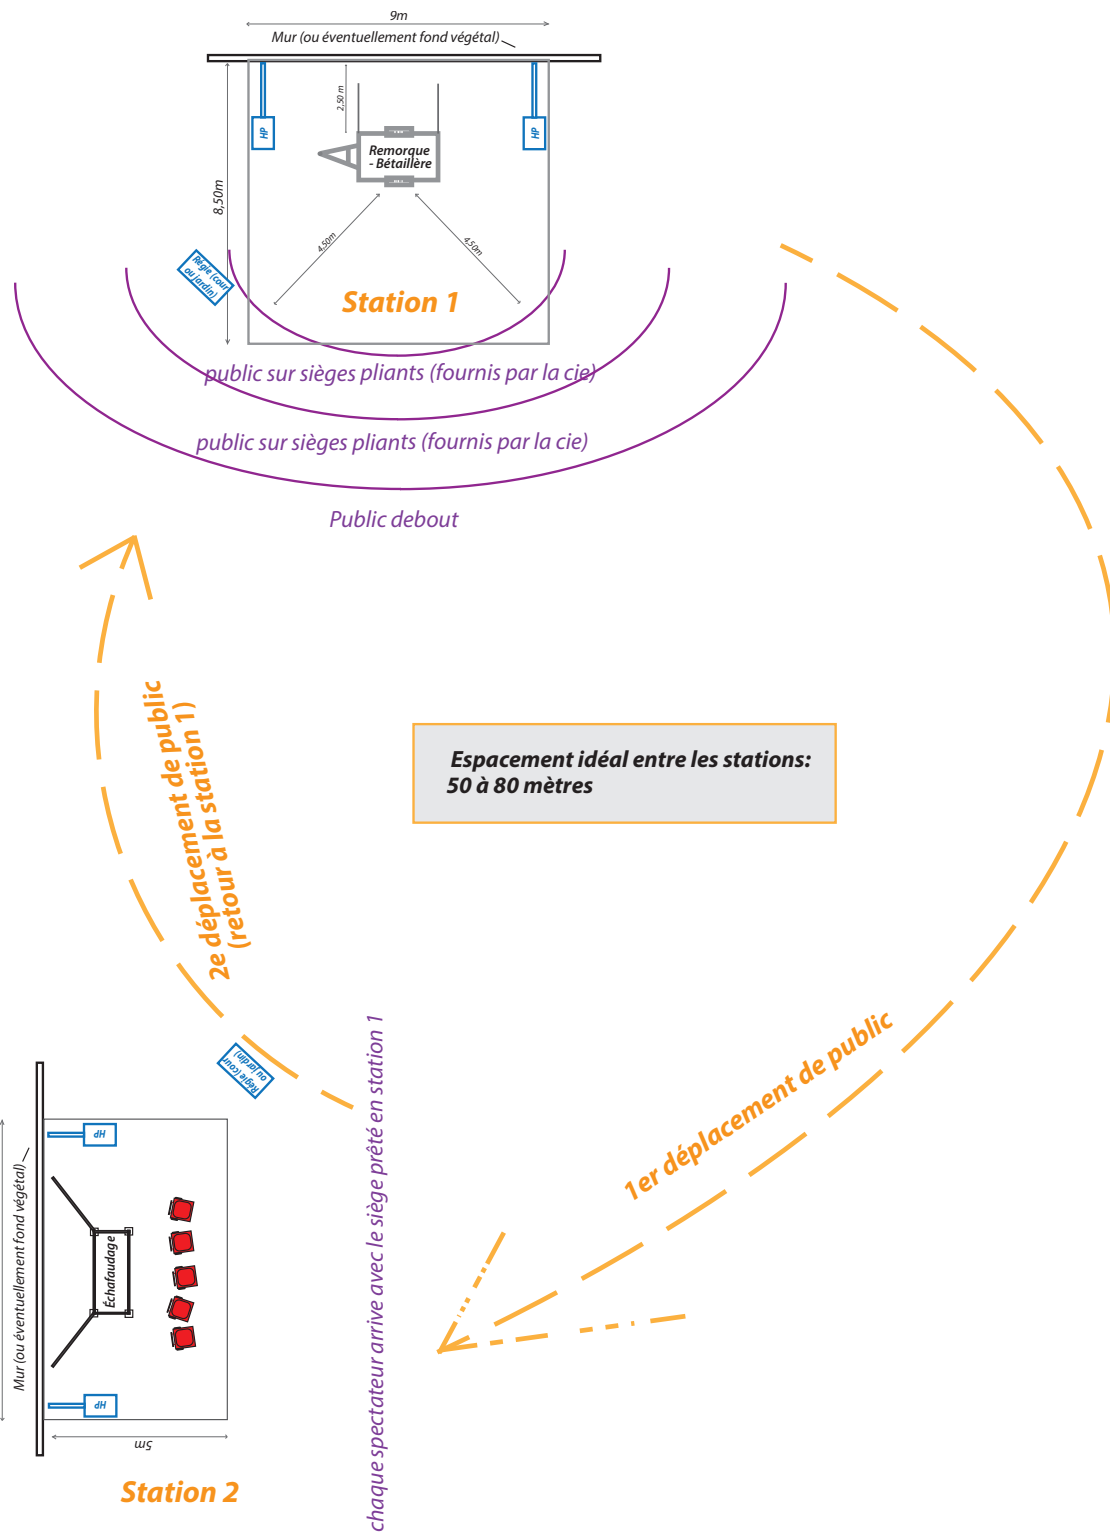 9m
Mur (ou éventuellement fond végétal)
2,50 m
HP
HP
Remorque
- Bétaillère
8,50m
4,50m
4,50m
Régie (cour
ou jardin)
Station 1
public sur sièges pliants (fournis par la cie)
public sur sièges pliants (fournis par la cie)
Public debout
2e déplacement de public
(retour à la station 1)
Espacement idéal entre les stations:
50 à 80 mètres
1er déplacement de public
chaque spectateur arrive avec le siège prêté en station 1
Régie (cour
ou jardin)
Mur (ou éventuellement fond végétal)
HP
Échafaudage
HP
5m
Station 2